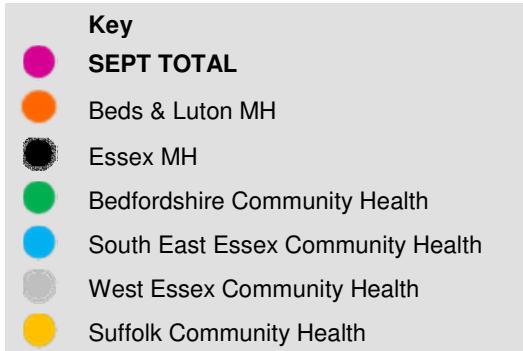 Key
SEPT TOTAL
Beds & Luton MH
Essex MH
Bedfordshire Community Health
South East Essex Community Health
West Essex Community Health
Suffolk Community Health